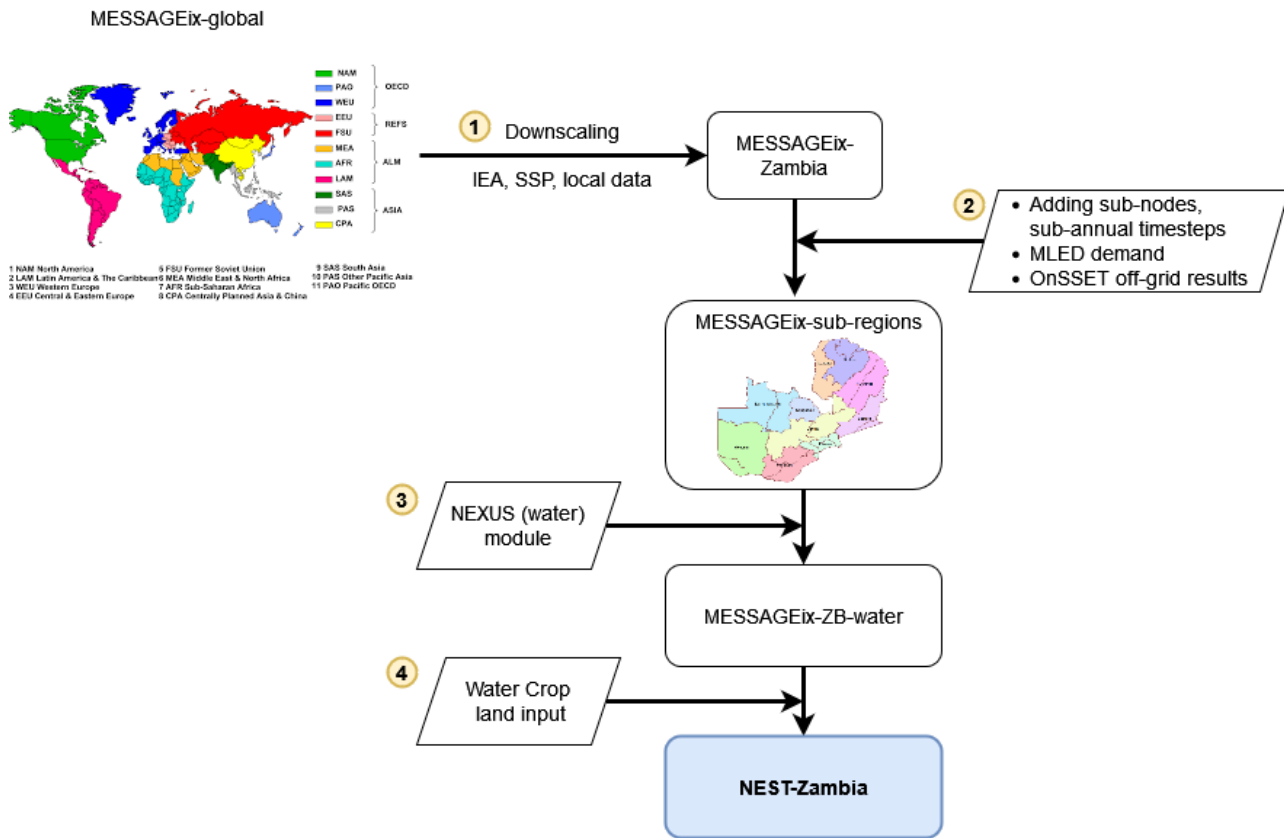 MESSAGEix-global
NAM
PAO
OECD
WEU
EEU
REFS
FSU
MEA
AFR
ALM
LAM
SAS
PAS
ASIA
CPA
1 NAM North America
2 LAM Latin America & The Caribbean
3 WEU Western Europe
4 EEU Central & Eastern Europe
5 FSU Former Soviet Union
6 MEA Middle East & North Africa
7 AFR Sub-Saharan Africa
8 CPA Centrally Planned Asia & China
9 SAS South Asia
10 PAS Other Pacific Asia
11 PAO Pacific OECD
1
Downscaling
IEA, SSP, local data
MESSAGEix-
Zambia
2
• Adding sub-nodes,
sub-annual timesteps
• MLED demand
• OnSSET off-grid results
MESSAGEix-sub-regions
3
NEXUS (water)
module
MESSAGEix-ZB-water
4
Water Crop
land input
NEST-Zambia